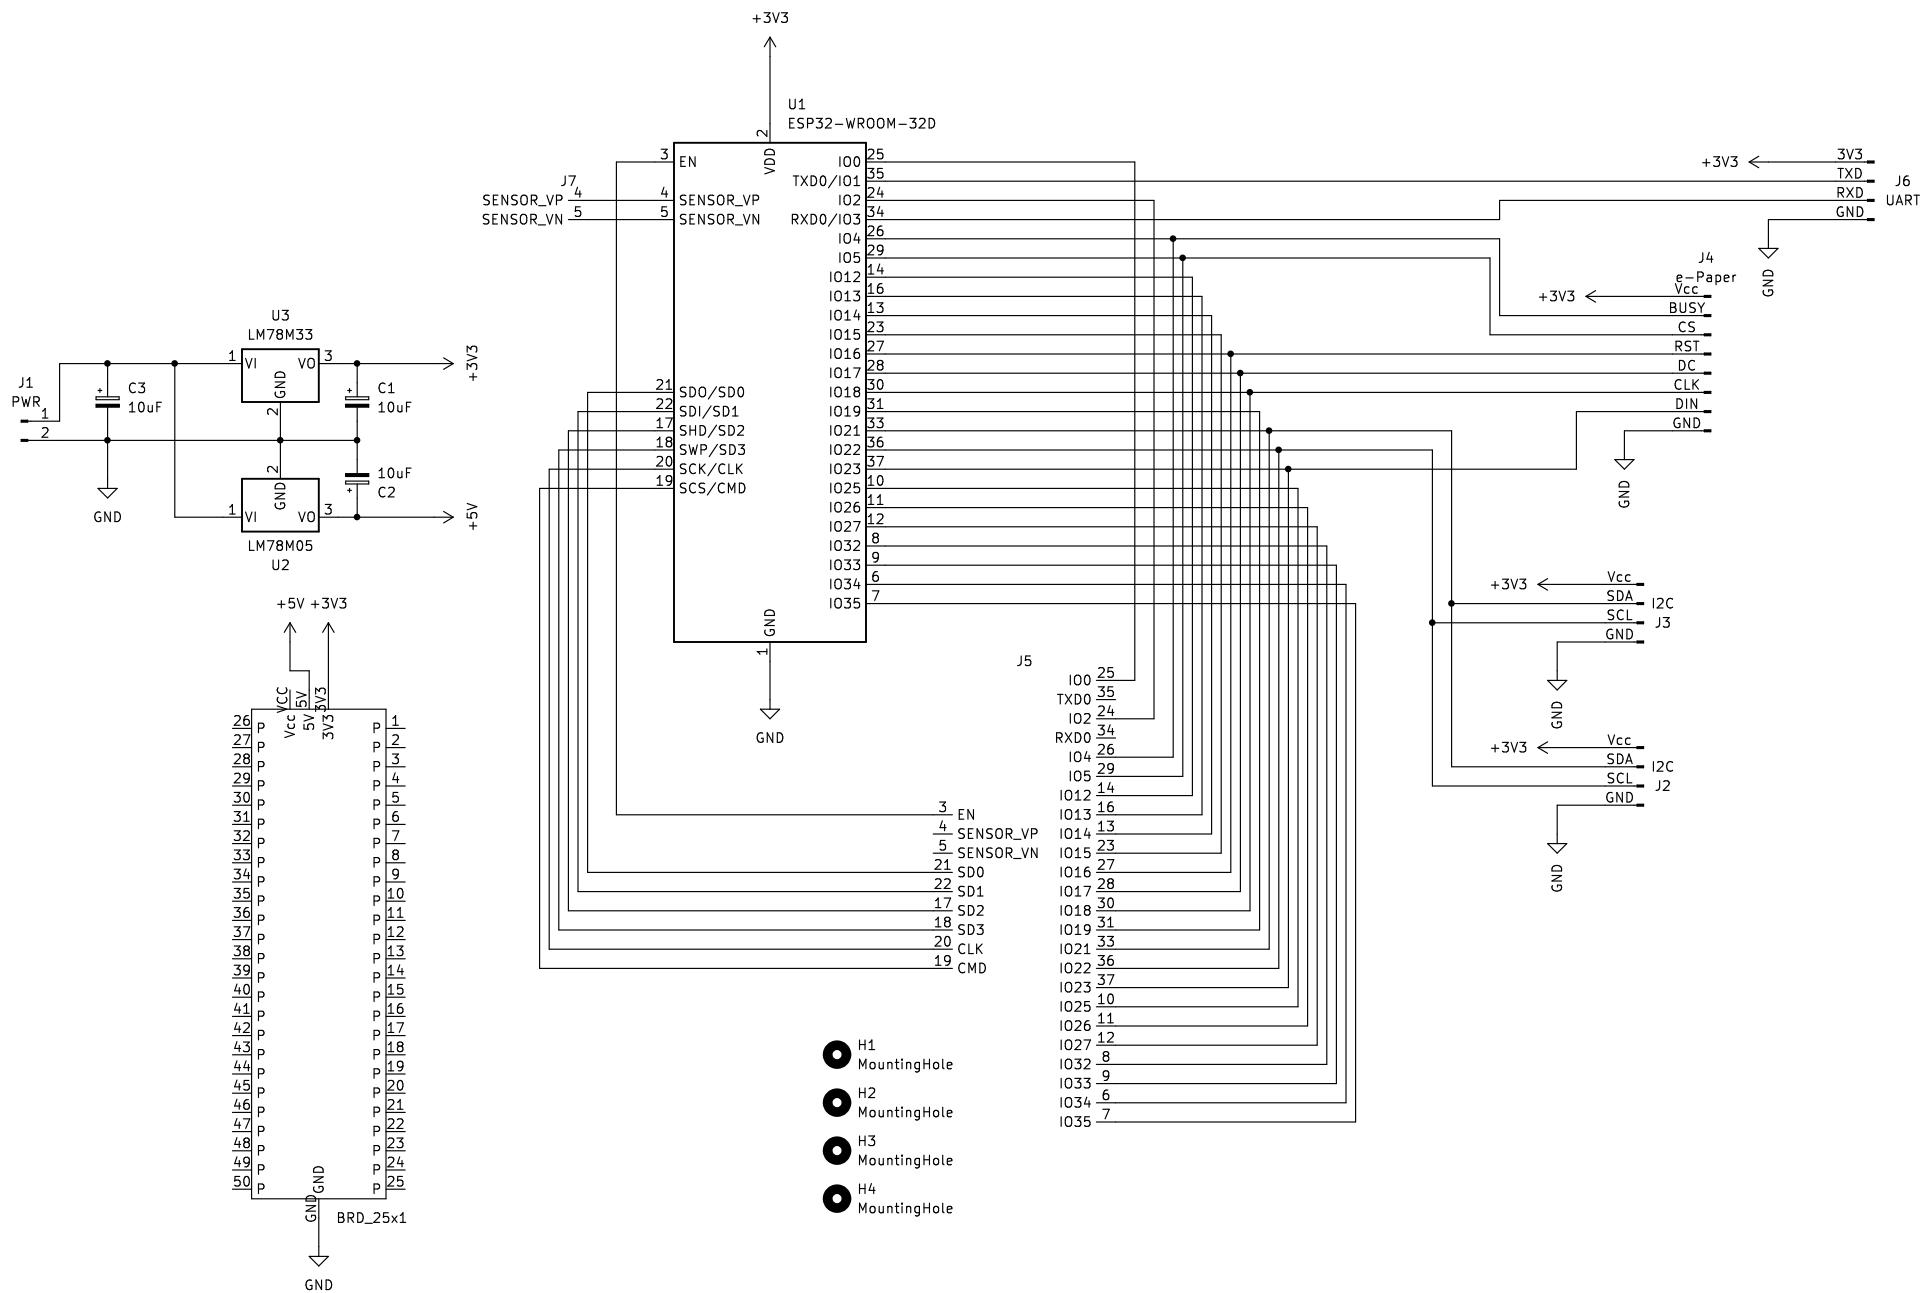 +3V3
U1
ESP32-WROOM-32D
2
VDD
3 EN
J7
SENSOR_VP 4 4 SENSOR_VP
SENSOR_VN 5 5 SENSOR_VN
21 SDO/SD0
22 SDI/SD1
17 SHD/SD2
18 SWP/SD3
20 SCK/CLK
19 SCS/CMD
IO0 25
TXD0/IO1 35
IO2 24
RXD0/IO3 34
IO4 26
IO5 29
IO12 14
IO13 16
IO14 13
IO15 23
IO16 27
IO17 28
IO18 30
IO19 31
IO21 33
IO22 36
IO23 37
IO25 10
IO26 11
IO27 12
IO32 8
IO33 9
IO34 6
IO35 7
GND
1
GND
+3V3 3V3
TXD
RXD
GND
J6
UART
GND
J4
e-Paper
+3V3 Vcc
BUSY
CS
RST
DC
CLK
DIN
GND
GND
+3V3 Vcc
SDA I2C
SCL J3
GND
GND
+3V3 Vcc
SDA I2C
SCL J2
GND
GND
U3
LM78M33
1 VI VO 3
GND
2
+3V3
J1
PWR
1
2
C3
10uF
C1
10uF
10uF
C2
GND
2
GND
1 VI VO 3
+5V
LM78M05
U2
+5V +3V3
VCC 5V 3V3
Vcc 5V 3V3
26 P P 1
27 P P 2
28 P P 3
29 P P 4
30 P P 5
31 P P 6
32 P P 7
33 P P 8
34 P P 9
35 P P 10
36 P P 11
37 P P 12
38 P P 13
39 P P 14
40 P P 15
41 P P 16
42 P P 17
43 P P 18
44 P P 19
45 P P 20
46 P P 21
47 P P 22
48 P P 23
49 P P 24
50 P P 25
GND
GND
BRD_25x1
GND
J5
3 EN
4 SENSOR_VP
5 SENSOR_VN
21 SD0
22 SD1
17 SD2
18 SD3
20 CLK
19 CMD
IO0 25
TXD0 35
IO2 24
RXD0 34
IO4 26
IO5 29
IO12 14
IO13 16
IO14 13
IO15 23
IO16 27
IO17 28
IO18 30
IO19 31
IO21 33
IO22 36
IO23 37
IO25 10
IO26 11
IO27 12
IO32 8
IO33 9
IO34 6
IO35 7
H1
MountingHole
H2
MountingHole
H3
MountingHole
H4
MountingHole